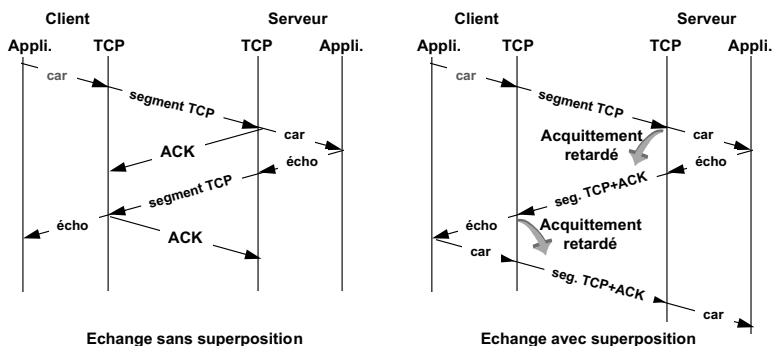 Client Serveur
Appli. TCP TCP Appli.
car
segment TCP
car
ACK
écho
segment TCP
écho
ACK
Echange sans superposition
Client Serveur
Appli. TCP TCP Appli.
car
segment TCP
Acquittement
retardé
car
écho
seg. TCP+ACK
écho
Acquittement
retardé
car
seg. TCP+ACK
car
Echange avec superposition